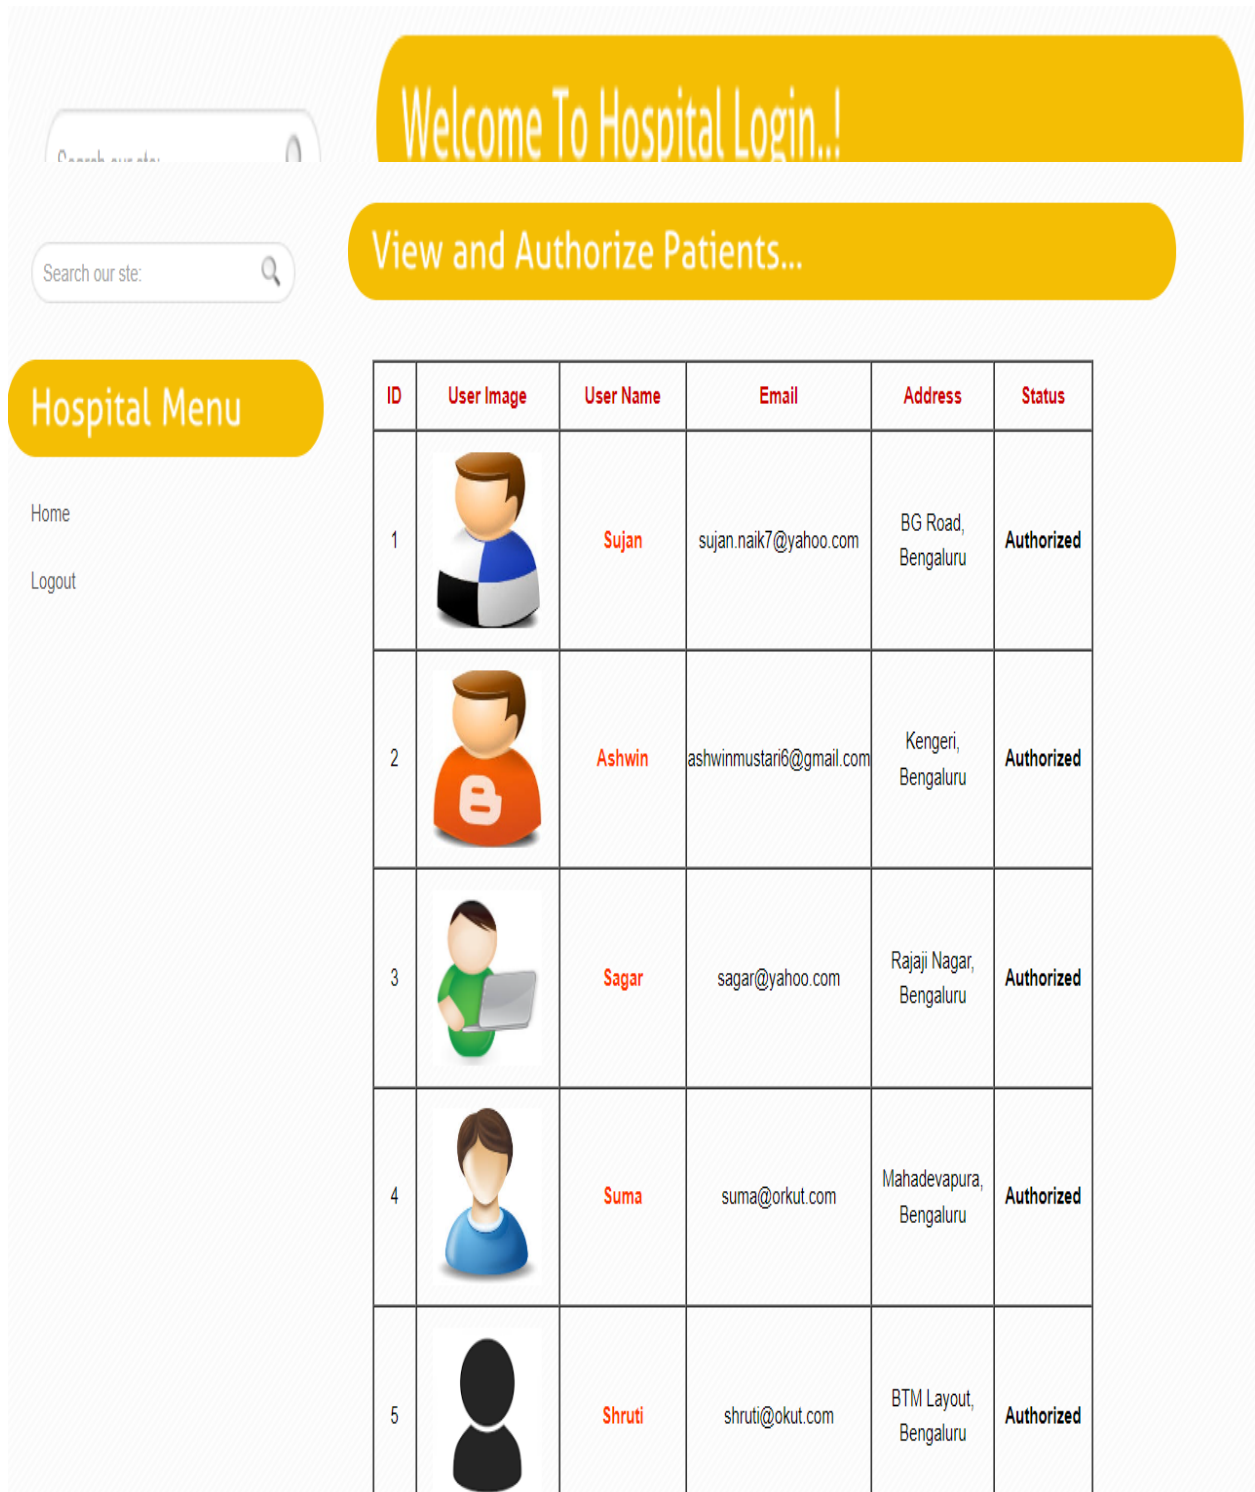 Welcome To Hospital Login..!
Search our ste:
View and Authorize Patients...
Search our ste:
Hospital Menu
Home
Logout
ID User Image User Name Email Address Status
1 Sujan sujan.naik7@yahoo.com BG Road, Bengaluru Authorized
2 Ashwin ashwinmustari6@gmail.com Kengeri, Bengaluru Authorized
3 Sagar sagar@yahoo.com Rajaji Nagar, Bengaluru Authorized
4 Suma suma@orkut.com Mahadevapura, Bengaluru Authorized
5 Shruti shruti@okut.com BTM Layout, Bengaluru Authorized